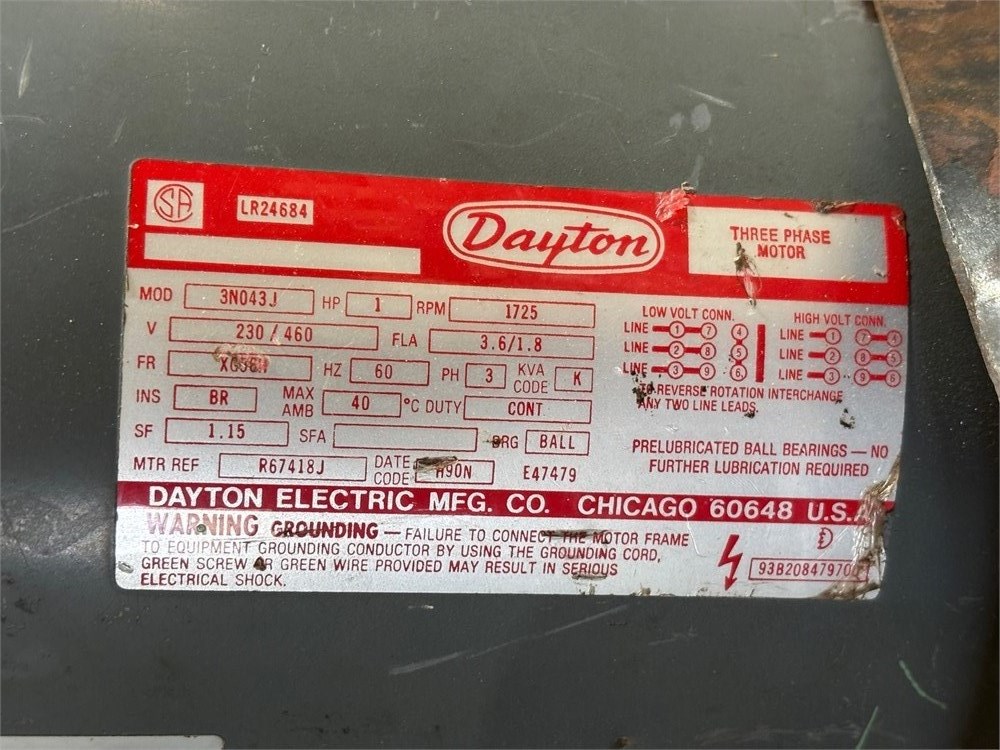 SA LR24684
Dayton
THREE PHASE
MOTOR
MOD 3N043J HP 1 RPM 1725
V 230/460 FLA 3.6/1.8
FR HZ 60 PH 3 KVA CODE K
INS BR MAX AMB 40 °C DUTY CONT
SF 1.15 SFA BRG BALL
MTR REF R67418J DATE CODE H90N E47479
LOW VOLT CONN.
LINE 1 7 4
LINE 2 8 5
LINE 3 9 6
HIGH VOLT CONN.
LINE 1 7 4
LINE 2 8 5
LINE 3 9 6
TO REVERSE ROTATION INTERCHANGE
ANY TWO LINE LEADS.
PRELUBRICATED BALL BEARINGS — NO
FURTHER LUBRICATION REQUIRED
DAYTON ELECTRIC MFG. CO. CHICAGO 60648 U.S.A.
WARNING GROUNDING — FAILURE TO CONNECT THE MOTOR FRAME
TO EQUIPMENT GROUNDING CONDUCTOR BY USING THE GROUNDING CORD,
GREEN SCREW OR GREEN WIRE PROVIDED MAY RESULT IN SERIOUS
ELECTRICAL SHOCK.